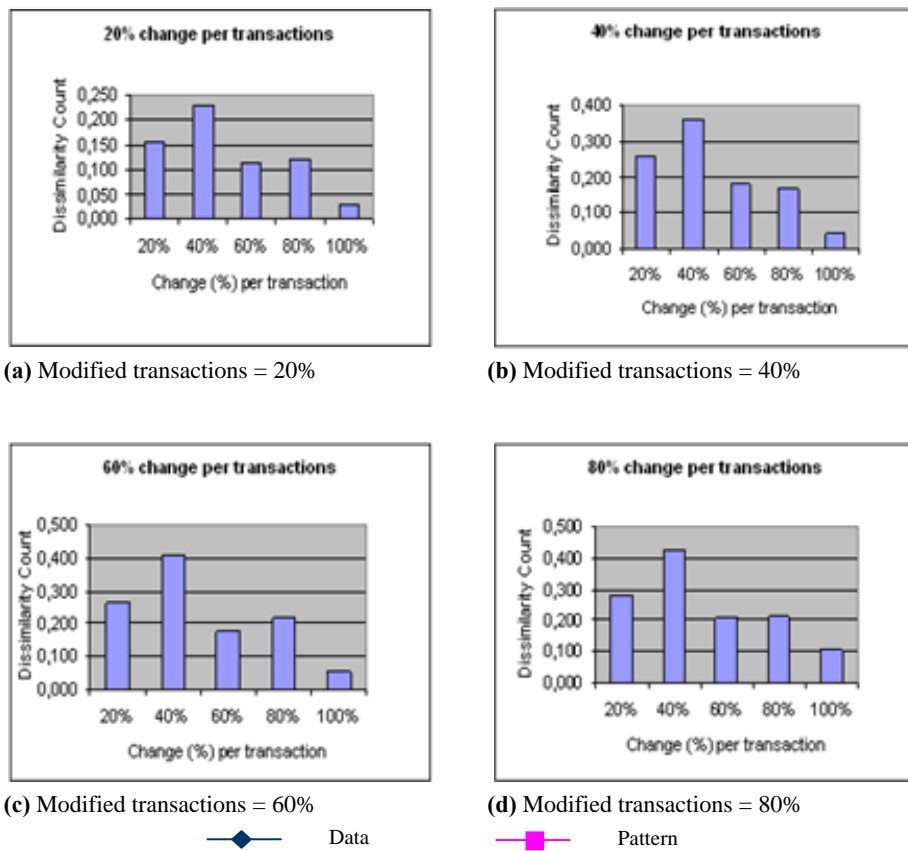 20% change per transactions
Dissimilarity Count
0,250
0,200
0,150
0,100
0,050
0,000
20% 40% 60% 80% 100%
Change (%) per transaction
(a) Modified transactions = 20%
40% change per transactions
Dissimilarity Count
0,400
0,300
0,200
0,100
0,000
20% 40% 60% 80% 100%
Change (%) per transaction
(b) Modified transactions = 40%
60% change per transactions
Dissimilarity Count
0,500
0,400
0,300
0,200
0,100
0,000
20% 40% 60% 80% 100%
Change (%) per transaction
(c) Modified transactions = 60%
80% change per transactions
Dissimilarity Count
0,500
0,400
0,300
0,200
0,100
0,000
20% 40% 60% 80% 100%
Change (%) per transaction
(d) Modified transactions = 80%
Data Pattern